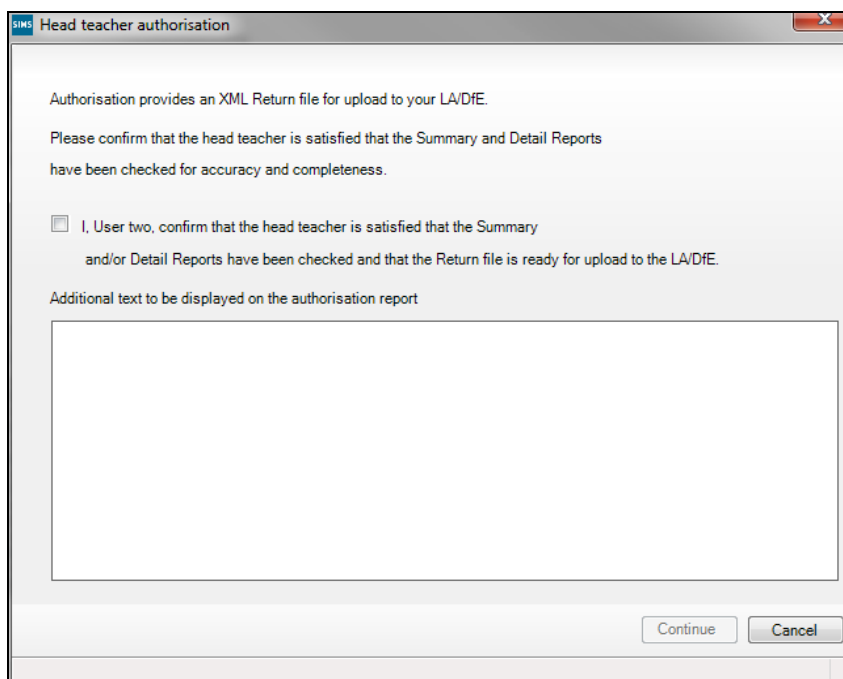 SIMS Head teacher authorisation
Authorisation provides an XML Return file for upload to your LA/DfE.
Please confirm that the head teacher is satisfied that the Summary and Detail Reports
have been checked for accuracy and completeness.
I, User two, confirm that the head teacher is satisfied that the Summary
and/or Detail Reports have been checked and that the Return file is ready for upload to the LA/DfE.
Additional text to be displayed on the authorisation report
Continue Cancel